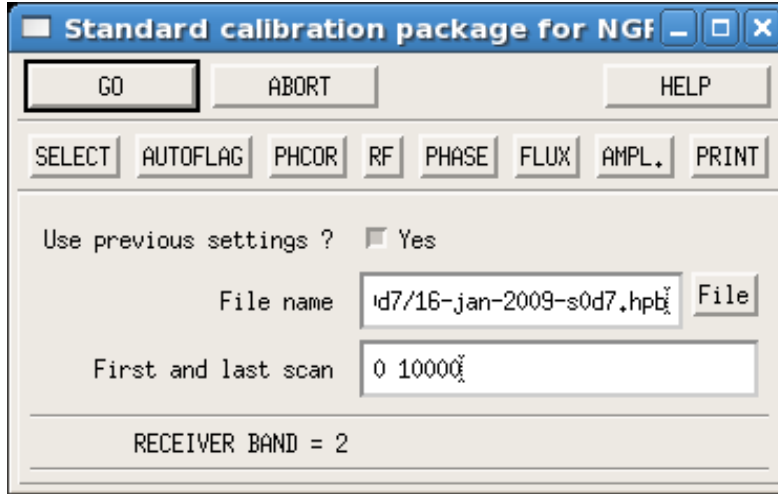 Standard calibration package for NGF
GO ABORT HELP
SELECT AUTOFLAG PHCOR RF PHASE FLUX AMPL. PRINT
Use previous settings ? Yes
File name d7/16-jan-2009-s0d7.hpb File
First and last scan 0 10000
RECEIVER BAND = 2